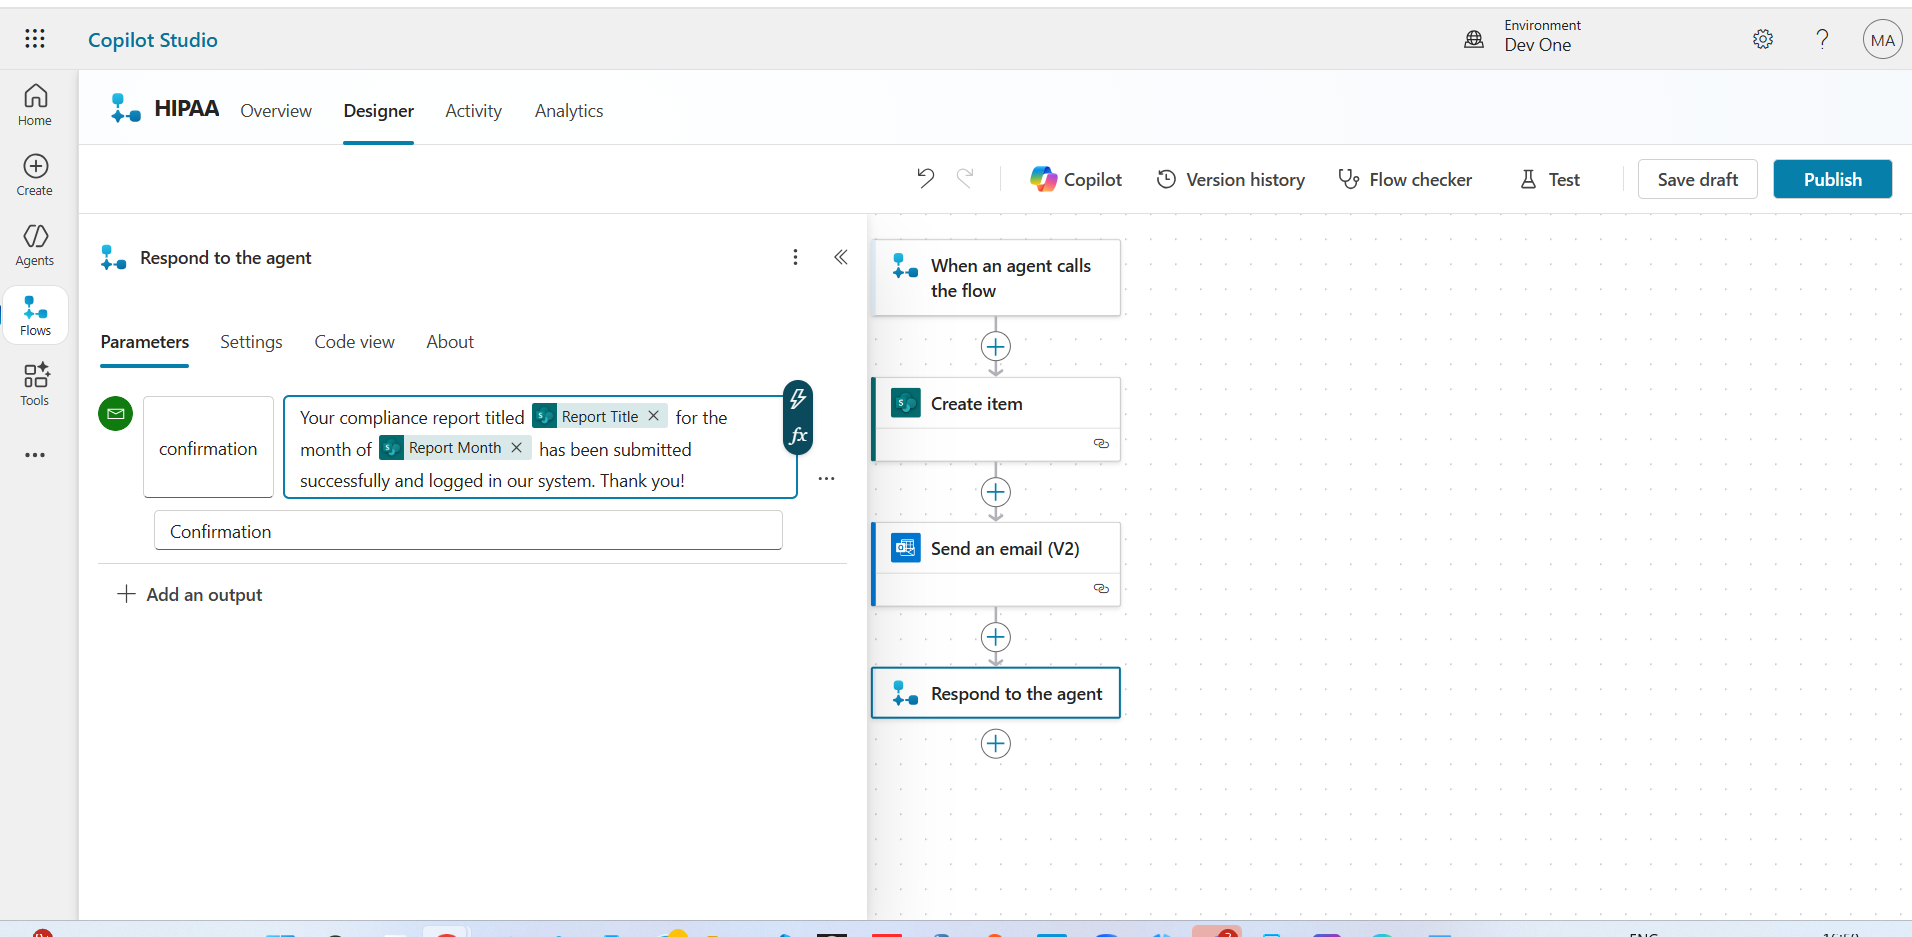 Copilot Studio
Environment
Dev One
MA
Home
Create
Agents
Flows
Tools
HIPAA
Overview
Designer
Activity
Analytics
Copilot
Version history
Flow checker
Test
Save draft
Publish
Respond to the agent
Parameters
Settings
Code view
About
confirmation
Your compliance report titled Report Title for the
month of Report Month has been submitted
successfully and logged in our system. Thank you!
fx
Confirmation
Add an output
When an agent calls
the flow
Create item
Send an email (V2)
Respond to the agent